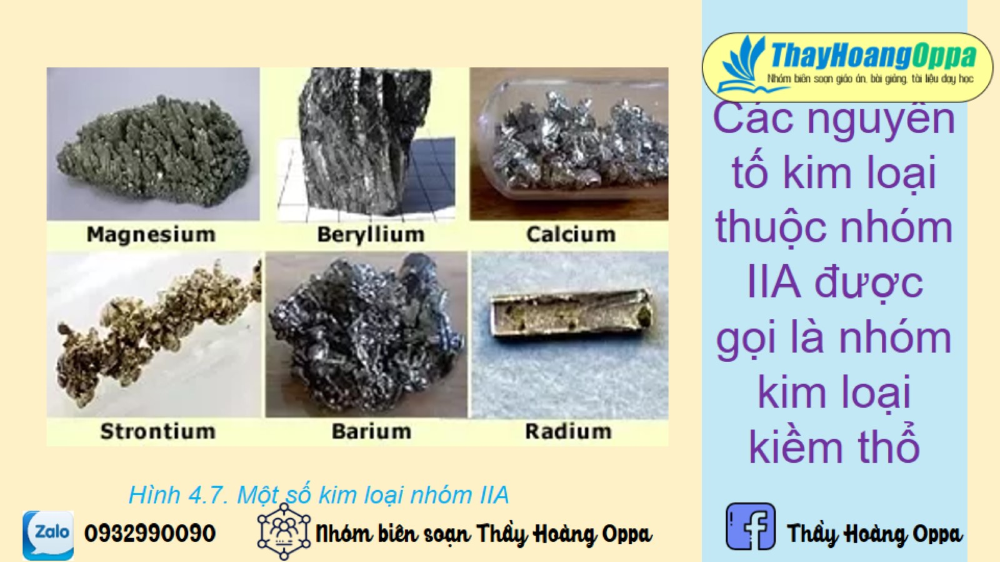 ThayHoangOppa
Nhóm biên soạn giáo án, bài giảng, tài liệu dạy học
Các nguyên
tố kim loại
thuộc nhóm
IIA được
gọi là nhóm
kim loại
kiềm thổ
Magnesium
Beryllium
Calcium
Strontium
Barium
Radium
Hình 4.7. Một số kim loại nhóm IIA
Zalo
0932990090
Nhóm biên soạn Thầy Hoàng Oppa
Thầy Hoàng Oppa